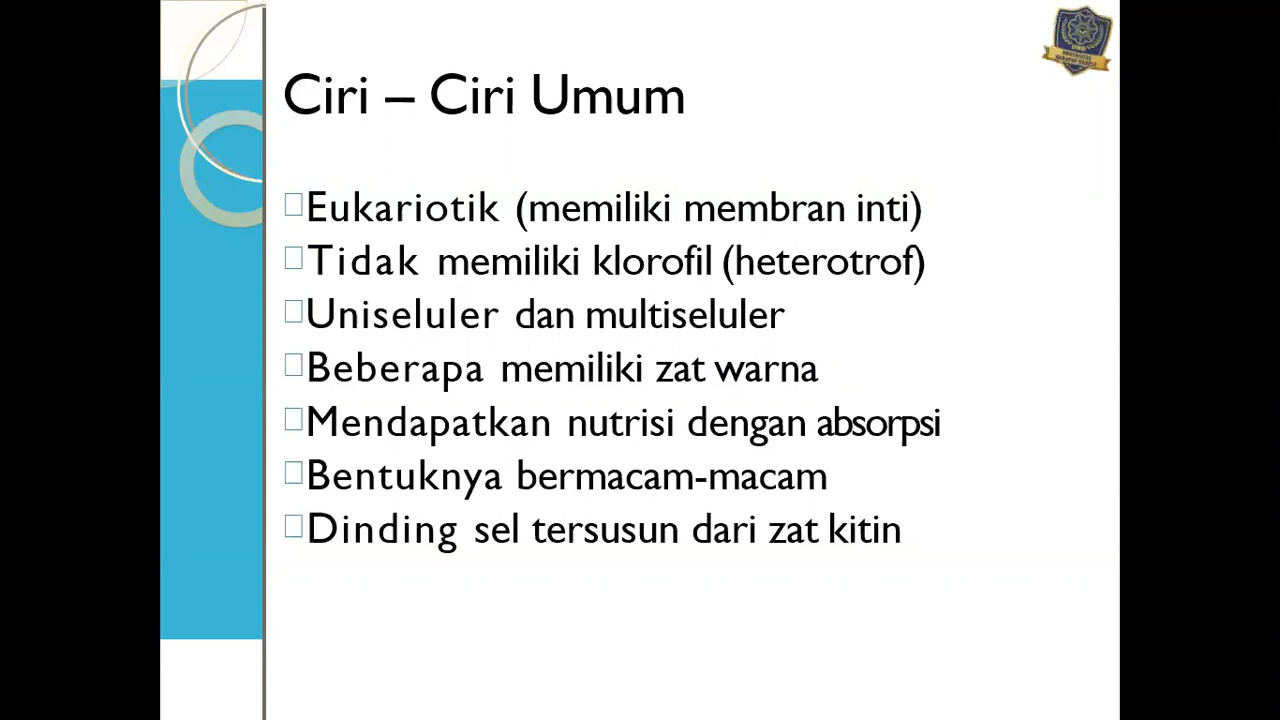 Ciri – Ciri Umum
Eukariotik (memiliki membran inti)
Tidak memiliki klorofil (heterotrof)
Uniseluler dan multiseluler
Beberapa memiliki zat warna
Mendapatkan nutrisi dengan absorpsi
Bentuknya bermacam-macam
Dinding sel tersusun dari zat kitin